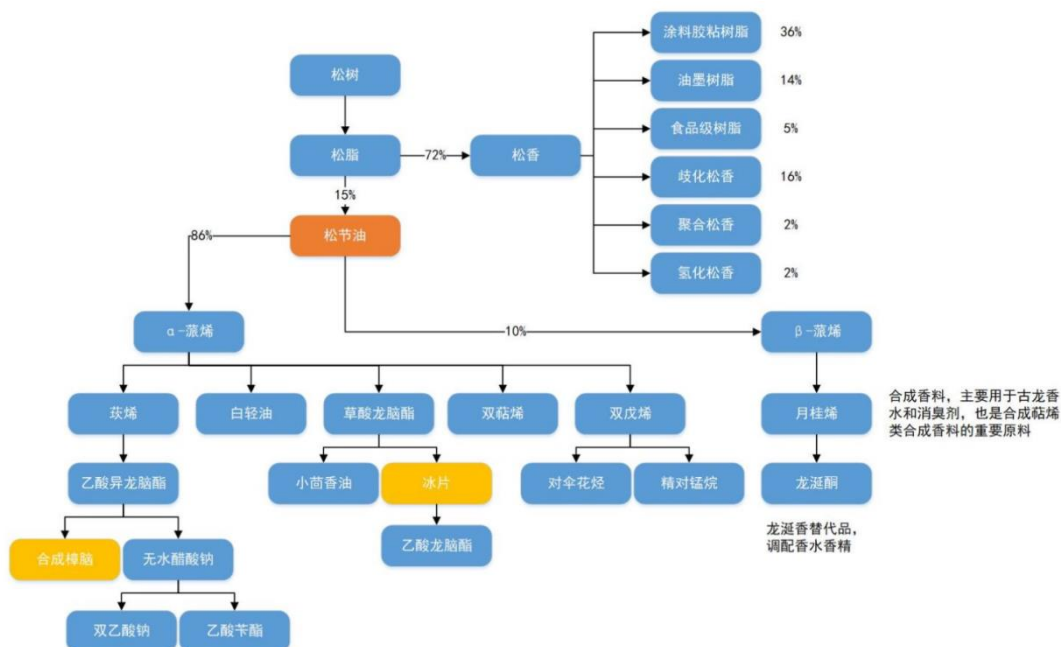 松树
松脂
72%
松香
15%
松节油
涂料胶粘树脂 36%
油墨树脂 14%
食品级树脂 5%
歧化松香 16%
聚合松香 2%
氢化松香 2%
86%
10%
α-蒎烯
β-蒎烯
莰烯
白轻油
草酸龙脑酯
双萜烯
双戊烯
月桂烯
合成香料，主要用于古龙香
水和消臭剂，也是合成萜烯
类合成香料的重要原料
乙酸异龙脑酯
小茴香油
冰片
对伞花烃
精对锰烷
龙涎酮
龙涎香替代品，
调配香水香精
合成樟脑
无水醋酸钠
乙酸龙脑酯
双乙酸钠
乙酸苄酯